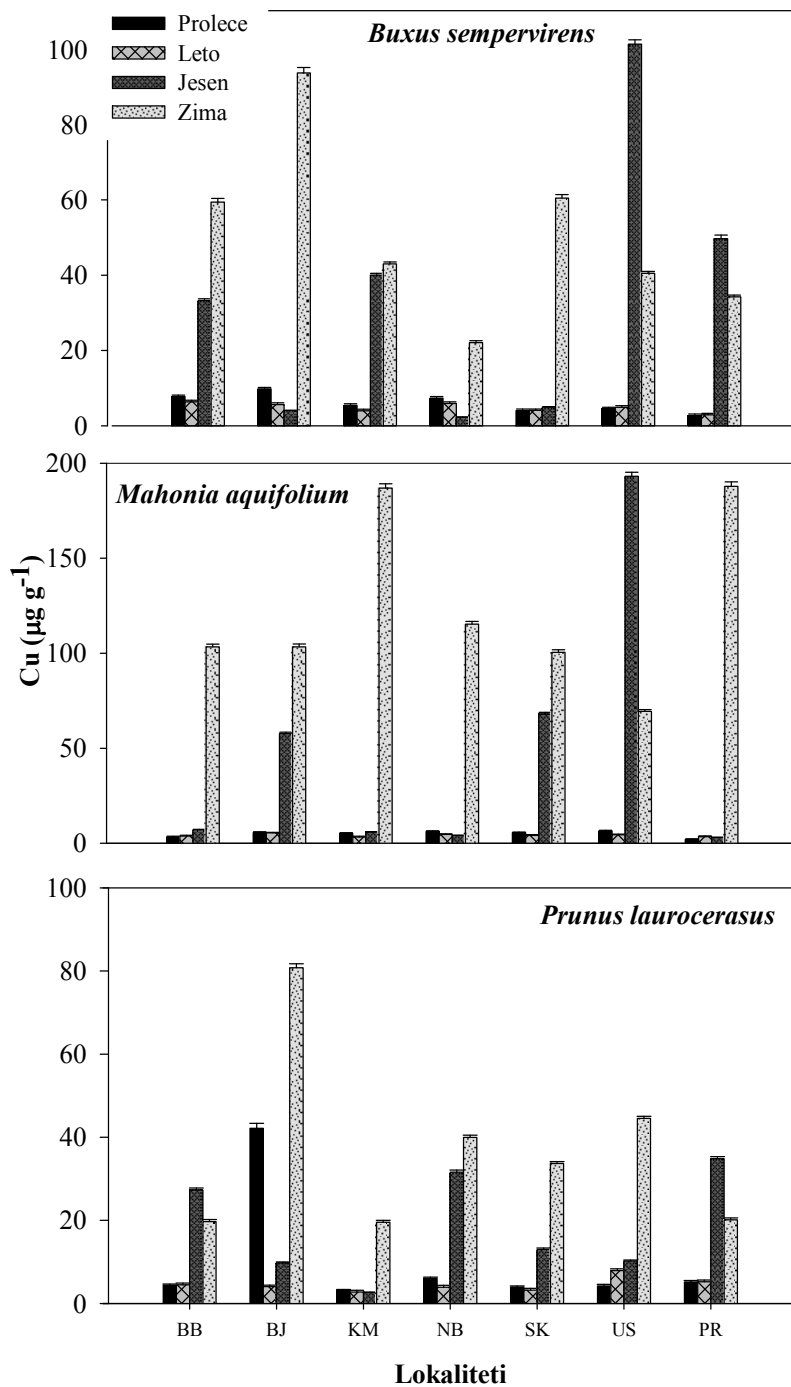 Prolece
Leto
Jesen
Zima
Buxus sempervirens
100
80
60
40
20
0
Mahonia aquifolium
200
150
100
50
0
Cu (µg g-1)
Prunus laurocerasus
100
80
60
40
20
0
BB BJ KM NB SK US PR
Lokaliteti